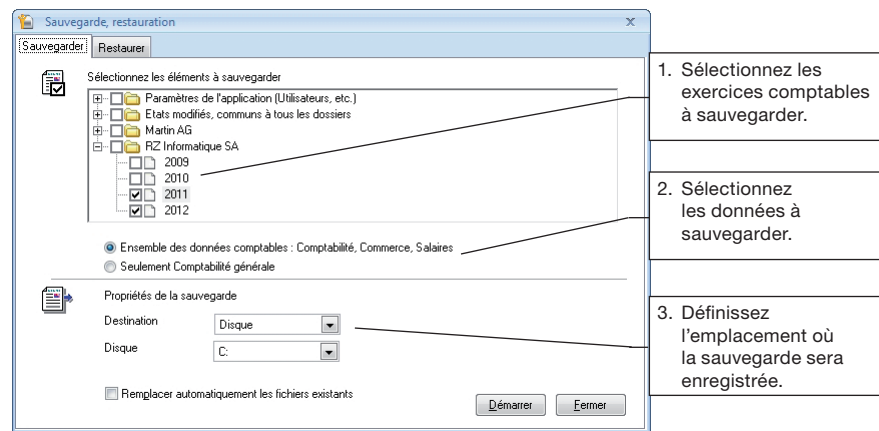 Sauvegarde, restauration
x
Sauvegarder
Restaurer
Sélectionnez les éléments à sauvegarder
Paramètres de l'application (Utilisateurs, etc.)
Etats modifiés, communs à tous les dossiers
Martin AG
RZ Informatique SA
2009
2010
2011
2012
Ensemble des données comptables : Comptabilité, Commerce, Salaires
Seulement Comptabilité générale
Propriétés de la sauvegarde
Destination
Disque
Disque
C:
Remplacer automatiquement les fichiers existants
Démarrer
Fermer
1. Sélectionnez les
exercices comptables
à sauvegarder.
2. Sélectionnez
les données à
sauvegarder.
3. Définissez
l’emplacement où
la sauvegarde sera
enregistrée.